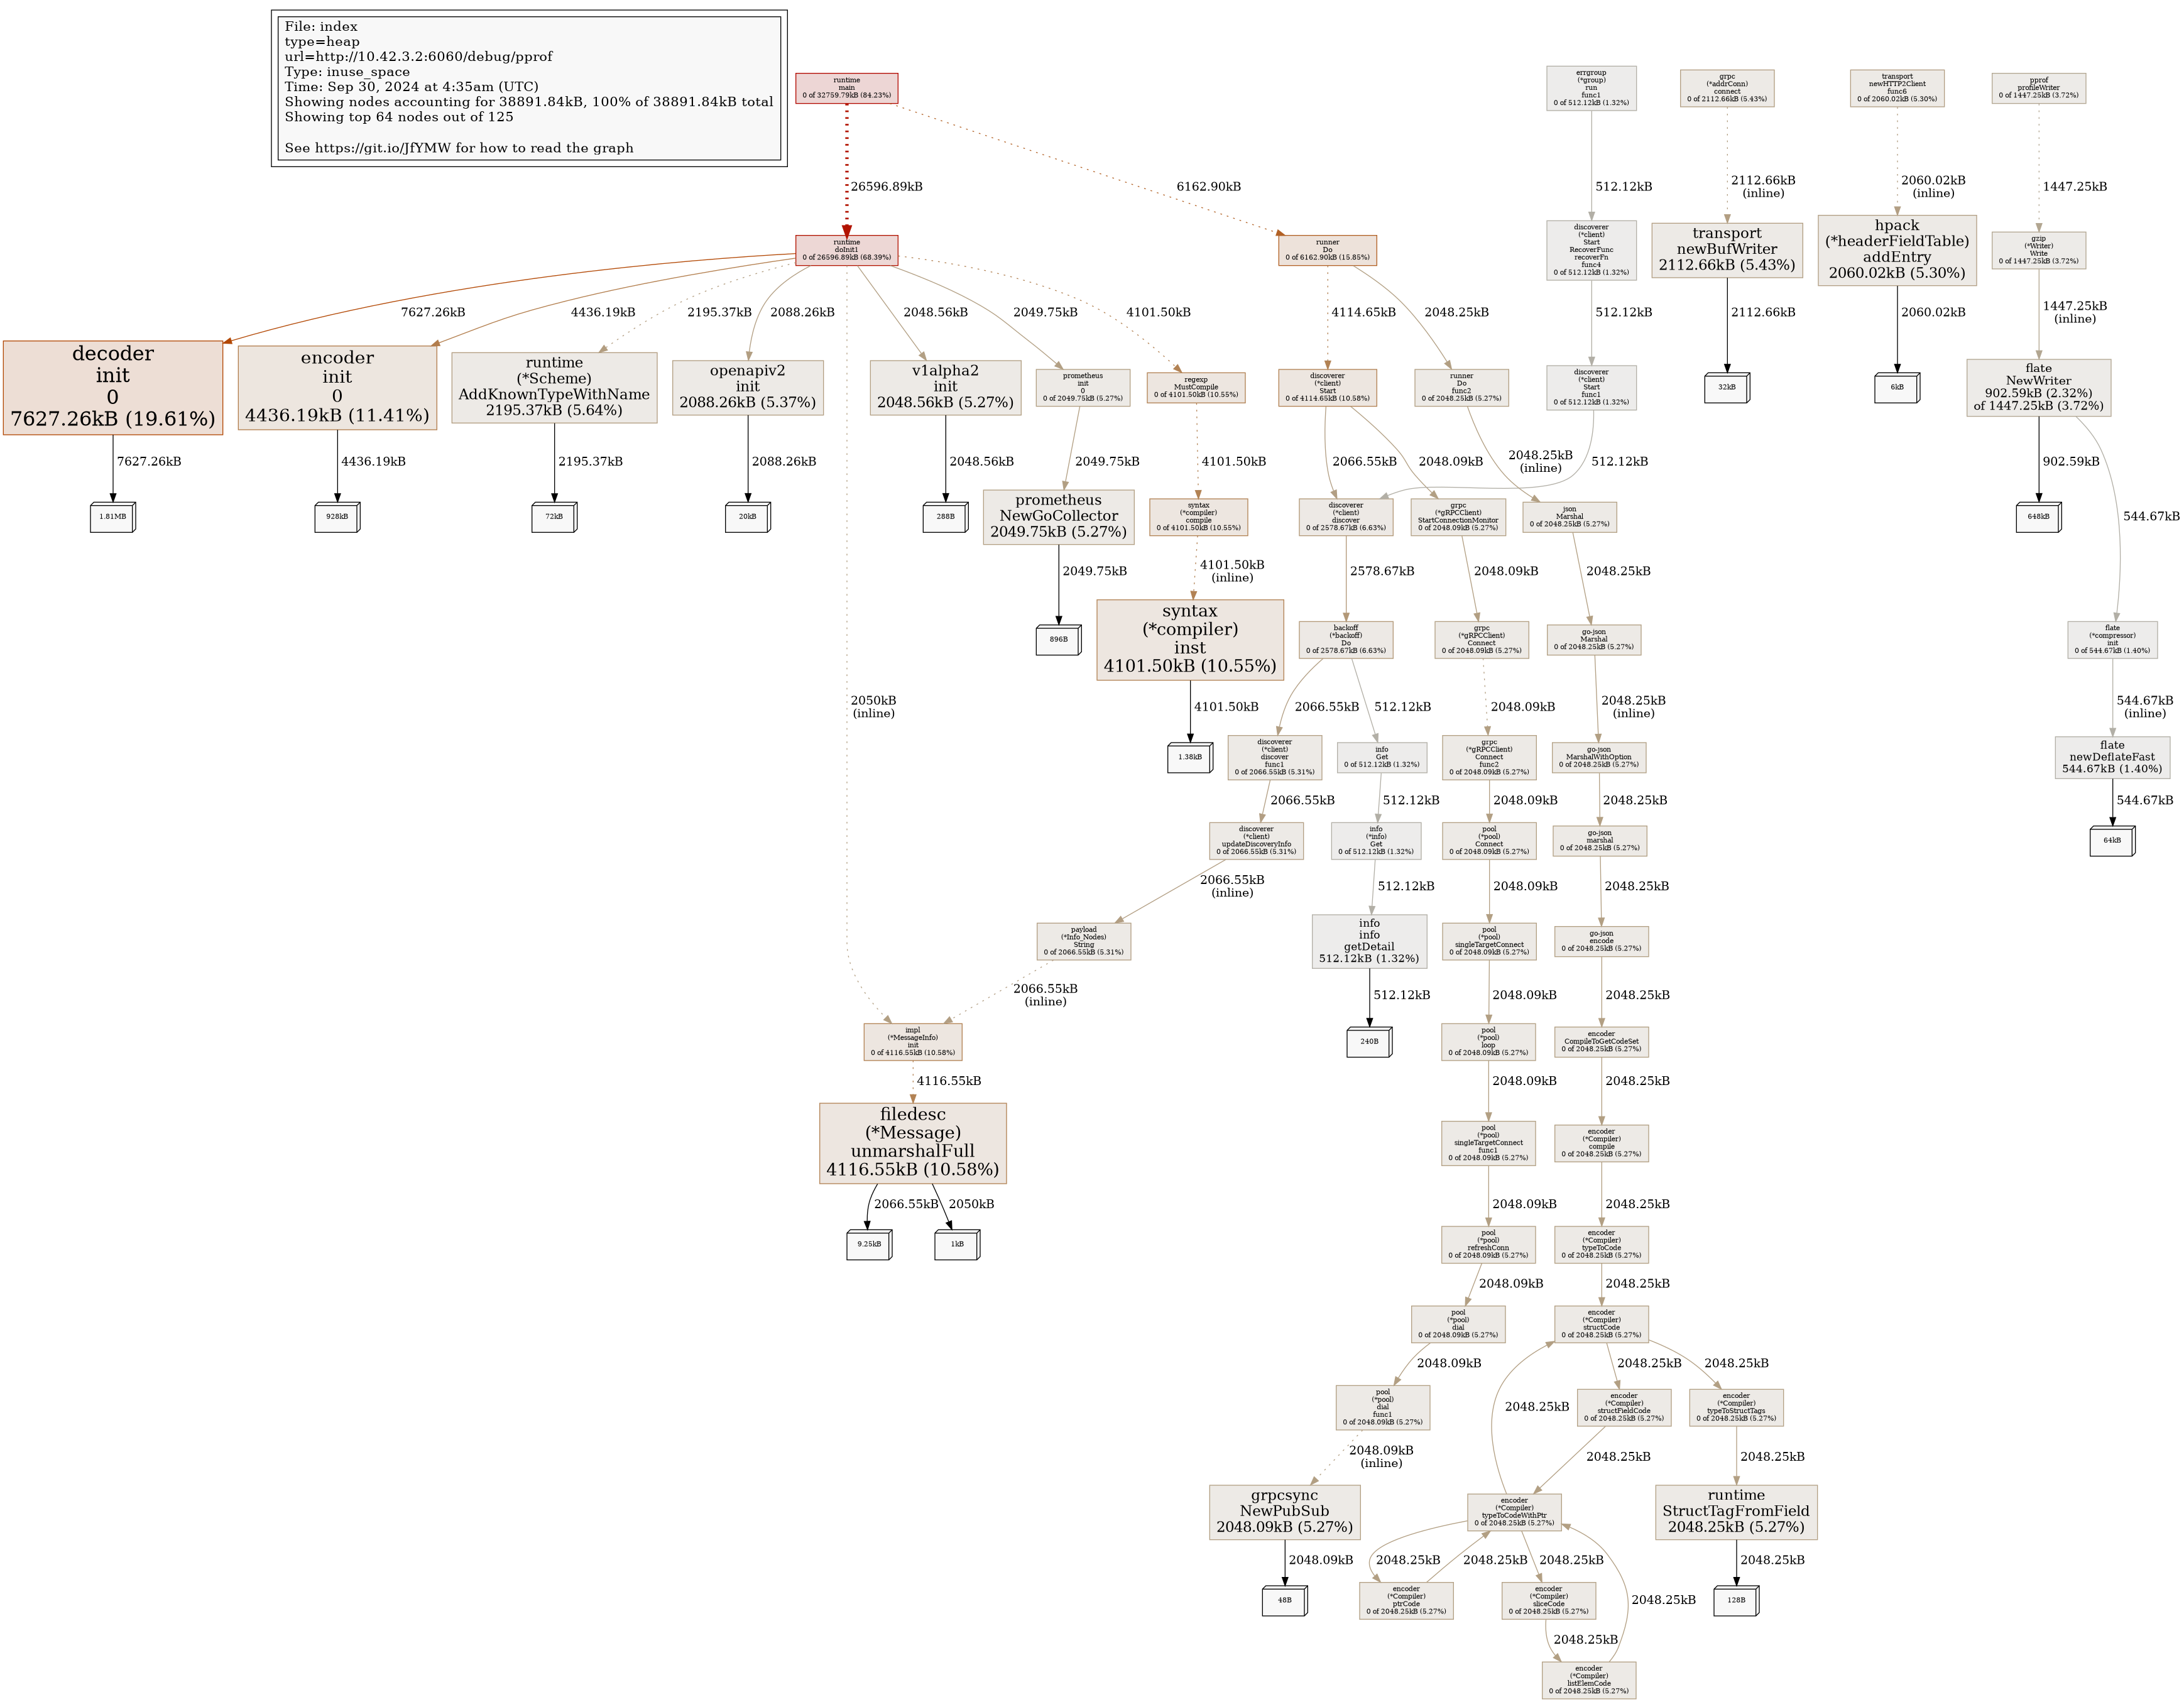 File: index
type=heap
url=http://10.42.3.2:6060/debug/pprof
Type: inuse_space
Time: Sep 30, 2024 at 4:35am (UTC)
Showing nodes accounting for 38891.84kB, 100% of 38891.84kB total
Showing top 64 nodes out of 125
See https://git.io/JfYMW for how to read the graph
runtime
main
0 of 32759.79kB (84.23%)
errgroup
(*group)
run
func1
0 of 512.12kB (1.32%)
grpc
(*addrConn)
connect
0 of 2112.66kB (5.43%)
transport
newHTTP2Client
func6
0 of 2060.02kB (5.30%)
pprof
profileWriter
0 of 1447.25kB (3.72%)
26596.89kB
6162.90kB
512.12kB
2112.66kB
(inline)
2060.02kB
(inline)
1447.25kB
runtime
doInit1
0 of 26596.89kB (68.39%)
runner
Do
0 of 6162.90kB (15.85%)
discoverer
(*client)
Start
RecoverFunc
recoverFn
func4
0 of 512.12kB (1.32%)
transport
newBufWriter
2112.66kB (5.43%)
hpack
(*headerFieldTable)
addEntry
2060.02kB (5.30%)
gzip
(*Writer)
Write
0 of 1447.25kB (3.72%)
7627.26kB
4436.19kB
2195.37kB
2088.26kB
2048.56kB
2049.75kB
4101.50kB
4114.65kB
2048.25kB
512.12kB
2112.66kB
2060.02kB
1447.25kB
(inline)
decoder
init
0
7627.26kB (19.61%)
encoder
init
0
4436.19kB (11.41%)
runtime
(*Scheme)
AddKnownTypeWithName
2195.37kB (5.64%)
openapiv2
init
2088.26kB (5.37%)
v1alpha2
init
2048.56kB (5.27%)
prometheus
init
0
0 of 2049.75kB (5.27%)
regexp
MustCompile
0 of 4101.50kB (10.55%)
discoverer
(*client)
Start
0 of 4114.65kB (10.58%)
runner
Do
func2
0 of 2048.25kB (5.27%)
discoverer
(*client)
Start
func1
0 of 512.12kB (1.32%)
32kB
6kB
flate
NewWriter
902.59kB (2.32%)
of 1447.25kB (3.72%)
7627.26kB
4436.19kB
2195.37kB
2088.26kB
2048.56kB
2049.75kB
4101.50kB
2066.55kB
2048.09kB
2048.25kB
(inline)
512.12kB
902.59kB
544.67kB
1.81MB
928kB
72kB
20kB
288B
prometheus
NewGoCollector
2049.75kB (5.27%)
syntax
(*compiler)
compile
0 of 4101.50kB (10.55%)
discoverer
(*client)
discover
0 of 2578.67kB (6.63%)
grpc
(*gRPCClient)
StartConnectionMonitor
0 of 2048.09kB (5.27%)
json
Marshal
0 of 2048.25kB (5.27%)
648kB
2049.75kB
4101.50kB
(inline)
2578.67kB
2048.09kB
2048.25kB
896B
syntax
(*compiler)
inst
4101.50kB (10.55%)
backoff
(*backoff)
Do
0 of 2578.67kB (6.63%)
grpc
(*gRPCClient)
Connect
0 of 2048.09kB (5.27%)
go-json
Marshal
0 of 2048.25kB (5.27%)
flate
(*compressor)
init
0 of 544.67kB (1.40%)
2050kB
(inline)
4101.50kB
2066.55kB
512.12kB
2048.09kB
2048.25kB
(inline)
544.67kB
(inline)
1.38kB
discoverer
(*client)
discover
func1
0 of 2066.55kB (5.31%)
info
Get
0 of 512.12kB (1.32%)
grpc
(*gRPCClient)
Connect
func2
0 of 2048.09kB (5.27%)
go-json
MarshalWithOption
0 of 2048.25kB (5.27%)
flate
newDeflateFast
544.67kB (1.40%)
2066.55kB
512.12kB
2048.09kB
2048.25kB
544.67kB
discoverer
(*client)
updateDiscoveryInfo
0 of 2066.55kB (5.31%)
info
(*info)
Get
0 of 512.12kB (1.32%)
pool
(*pool)
Connect
0 of 2048.09kB (5.27%)
go-json
marshal
0 of 2048.25kB (5.27%)
64kB
2066.55kB
(inline)
512.12kB
2048.09kB
2048.25kB
payload
(*Info_Nodes)
String
0 of 2066.55kB (5.31%)
info
info
getDetail
512.12kB (1.32%)
pool
(*pool)
singleTargetConnect
0 of 2048.09kB (5.27%)
go-json
encode
0 of 2048.25kB (5.27%)
2066.55kB
(inline)
512.12kB
2048.09kB
2048.25kB
impl
(*MessageInfo)
init
0 of 4116.55kB (10.58%)
240B
pool
(*pool)
loop
0 of 2048.09kB (5.27%)
encoder
CompileToGetCodeSet
0 of 2048.25kB (5.27%)
4116.55kB
2048.09kB
2048.25kB
filedesc
(*Message)
unmarshalFull
4116.55kB (10.58%)
pool
(*pool)
singleTargetConnect
func1
0 of 2048.09kB (5.27%)
encoder
(*Compiler)
compile
0 of 2048.25kB (5.27%)
2066.55kB
2050kB
2048.09kB
2048.25kB
9.25kB
1kB
pool
(*pool)
refreshConn
0 of 2048.09kB (5.27%)
encoder
(*Compiler)
typeToCode
0 of 2048.25kB (5.27%)
2048.09kB
2048.25kB
pool
(*pool)
dial
0 of 2048.09kB (5.27%)
encoder
(*Compiler)
structCode
0 of 2048.25kB (5.27%)
2048.09kB
2048.25kB
2048.25kB
2048.25kB
pool
(*pool)
dial
func1
0 of 2048.09kB (5.27%)
encoder
(*Compiler)
structFieldCode
0 of 2048.25kB (5.27%)
encoder
(*Compiler)
typeToStructTags
0 of 2048.25kB (5.27%)
2048.09kB
(inline)
2048.25kB
2048.25kB
grpcsync
NewPubSub
2048.09kB (5.27%)
encoder
(*Compiler)
typeToCodeWithPtr
0 of 2048.25kB (5.27%)
runtime
StructTagFromField
2048.25kB (5.27%)
2048.09kB
2048.25kB
2048.25kB
2048.25kB
2048.25kB
48B
encoder
(*Compiler)
ptrCode
0 of 2048.25kB (5.27%)
encoder
(*Compiler)
sliceCode
0 of 2048.25kB (5.27%)
2048.25kB
128B
2048.25kB
encoder
(*Compiler)
listElemCode
0 of 2048.25kB (5.27%)